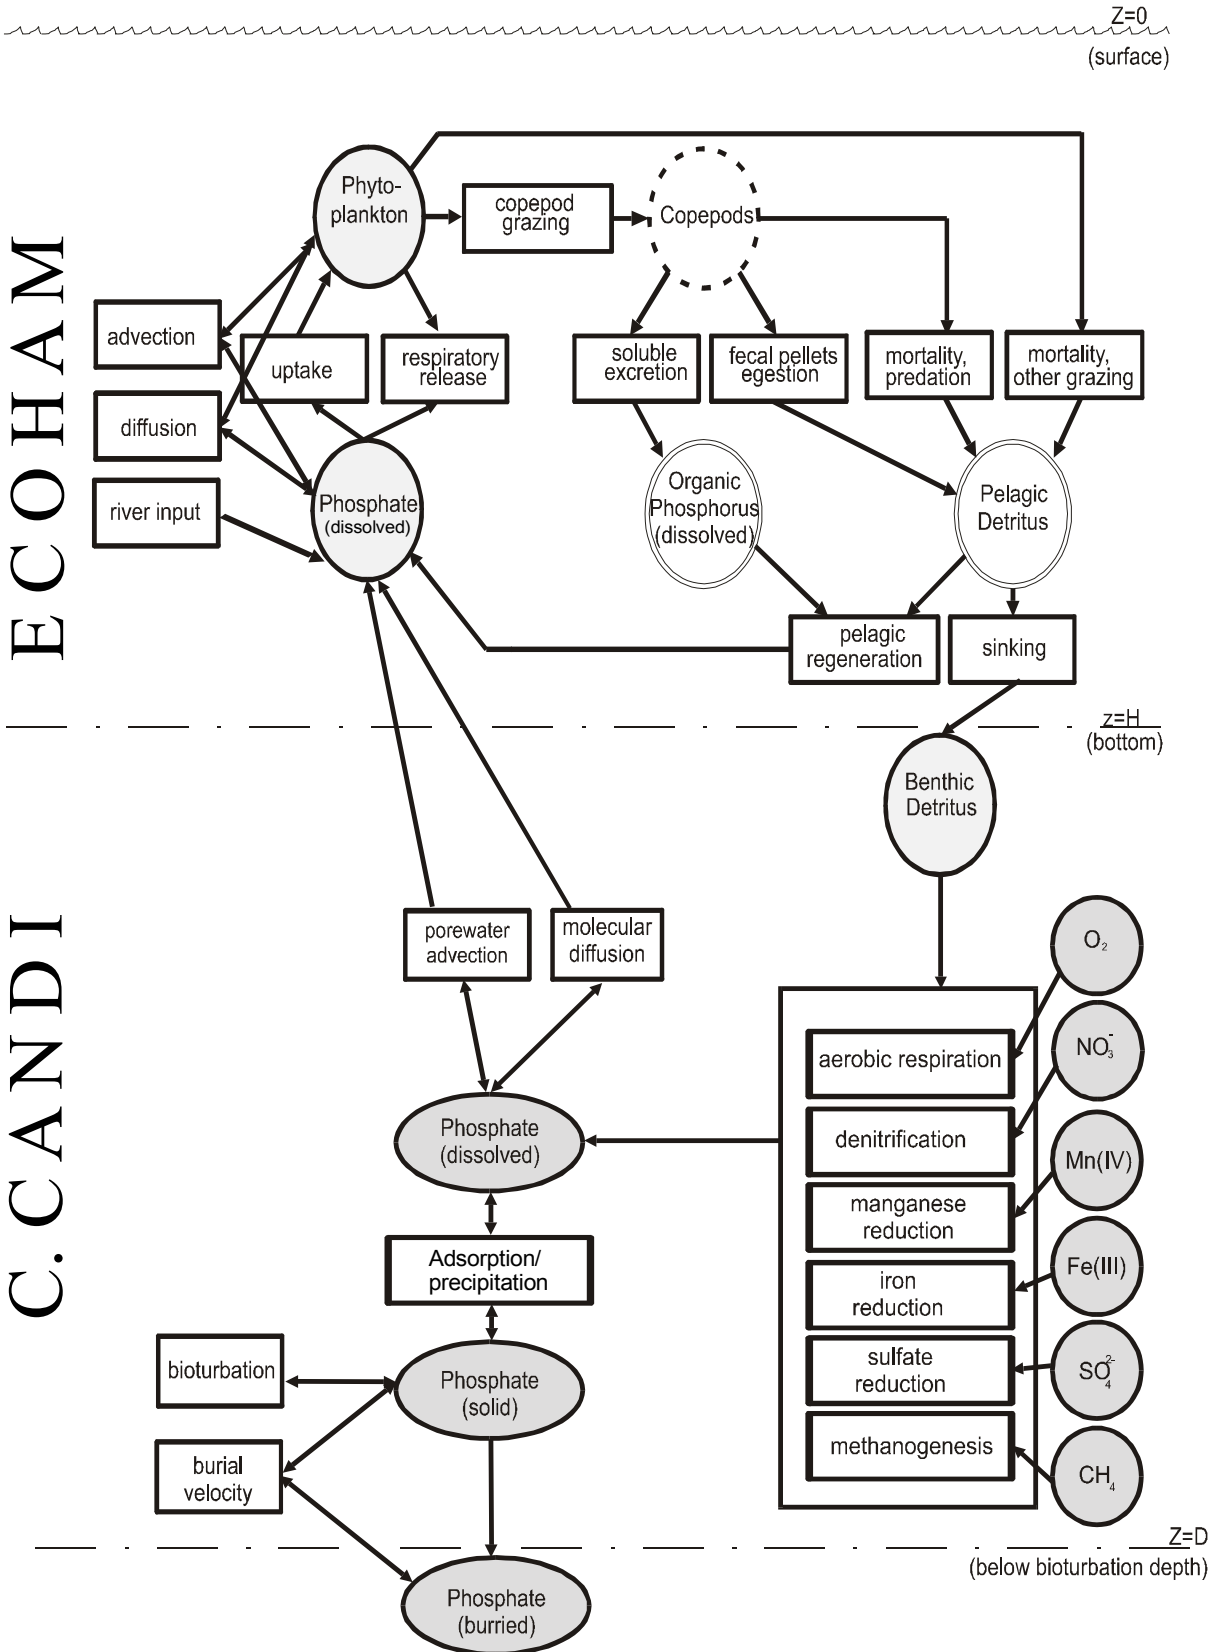 Z=0
(surface)
ECOHAM
Phyto-
plankton
copepod
grazing
Copepods
advection
uptake
respiratory
release
soluble
excretion
fecal pellets
egestion
mortality,
predation
mortality,
other grazing
diffusion
river input
Phosphate
(dissolved)
Organic
Phosphorus
(dissolved)
Pelagic
Detritus
pelagic
regeneration
sinking
z=H
(bottom)
C. CANDI
Benthic
Detritus
porewater
advection
molecular
diffusion
O₂
NO₃⁻
Mn(IV)
Fe(III)
SO₄²⁻
CH₄
aerobic respiration
denitrification
manganese
reduction
iron
reduction
sulfate
reduction
methanogenesis
Phosphate
(dissolved)
Adsorption/
precipitation
bioturbation
Phosphate
(solid)
burial
velocity
Z=D
(below bioturbation depth)
Phosphate
(burried)